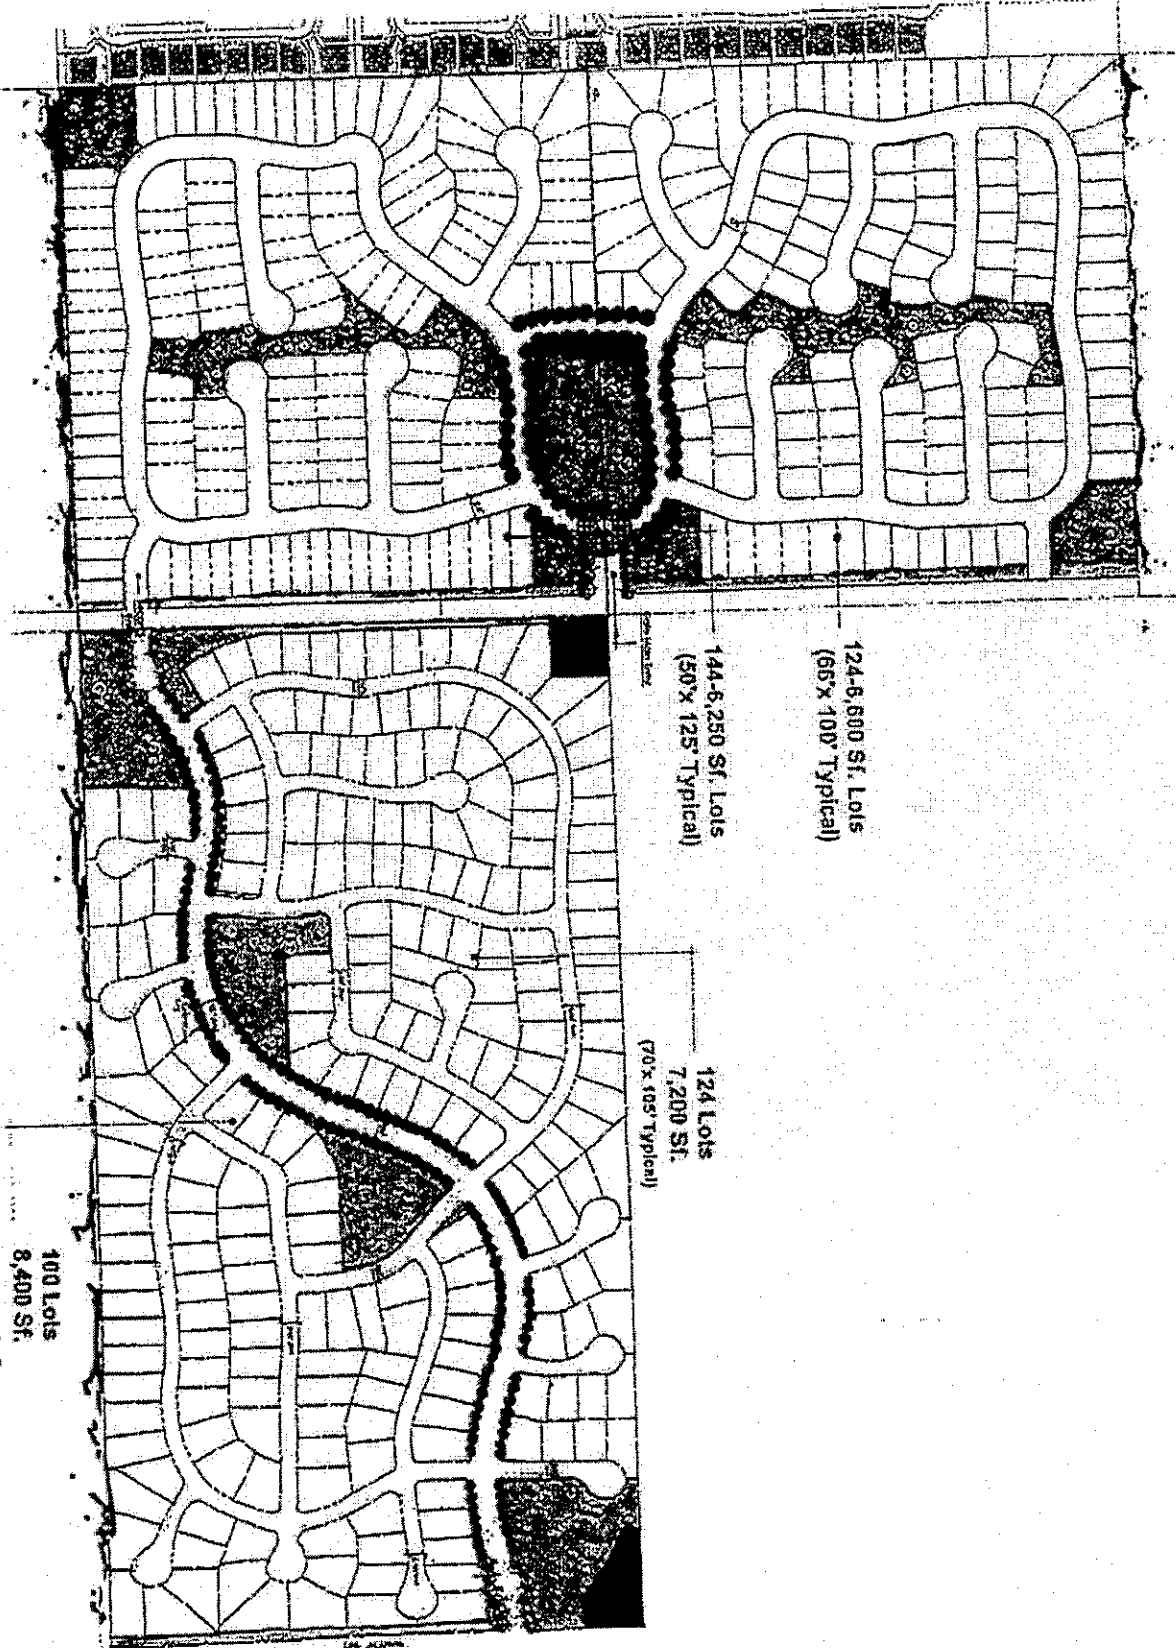 124-6,600 Sf. Lots
(66'x 100' Typical)
144-6,250 Sf. Lots
(50'x 125' Typical)
124 Lots
7,200 Sf.
(70'x 105' Typical)
100 Lots
8,400 Sf.